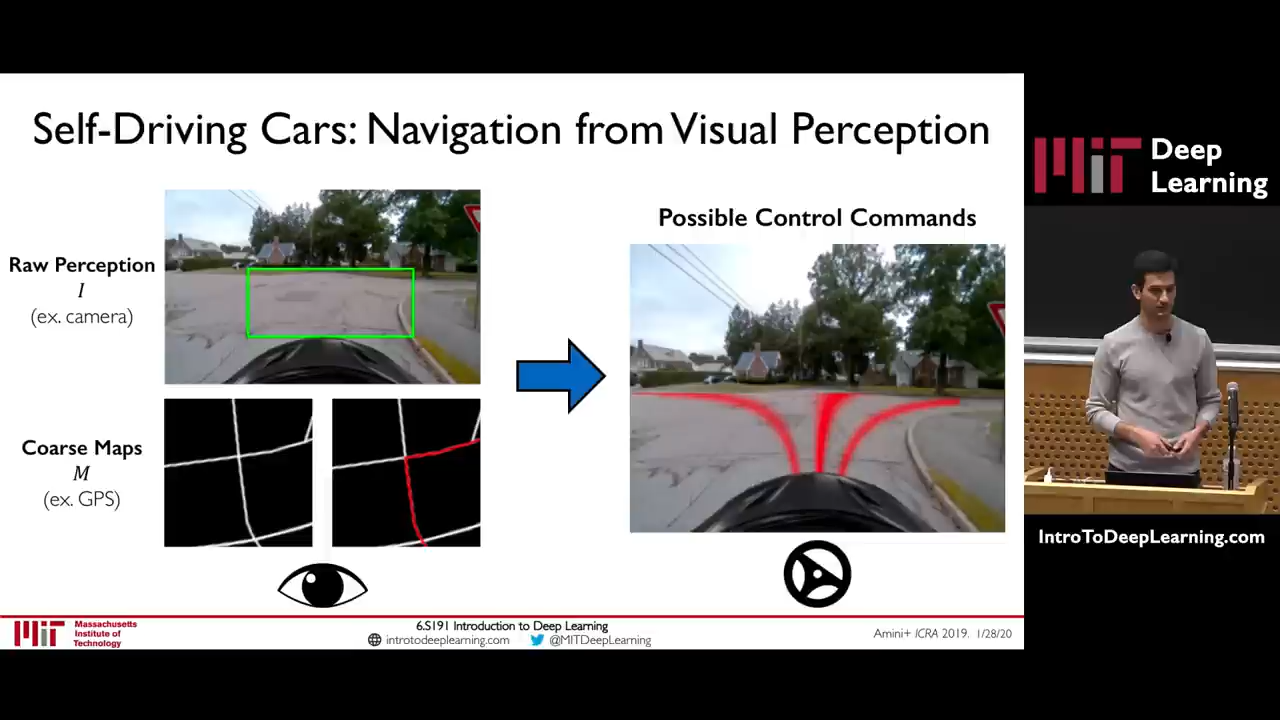 Self-Driving Cars: Navigation from Visual Perception
Raw Perception
I
(ex. camera)
Coarse Maps
M
(ex. GPS)
Possible Control Commands
Massachusetts
Institute of
Technology
6.S191 Introduction to Deep Learning
introtodeeplearning.com
@MITDeepLearning
Amini+ ICRA 2019. 1/28/20
MIT
Deep
Learning
IntroToDeepLearning.com